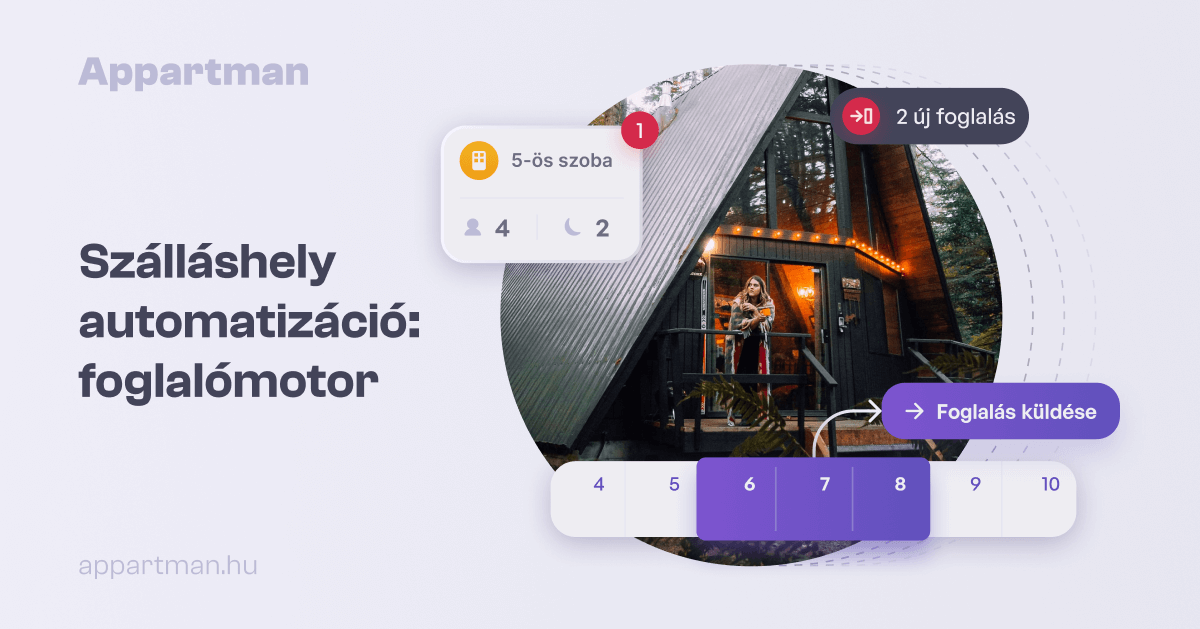 Appartman
2 új foglalás
1
5-ös szoba
4 2
Szálláshely
automatizáció:
foglalómotor
Foglalás küldése
4 5 6 7 8 9 10
appartman.hu